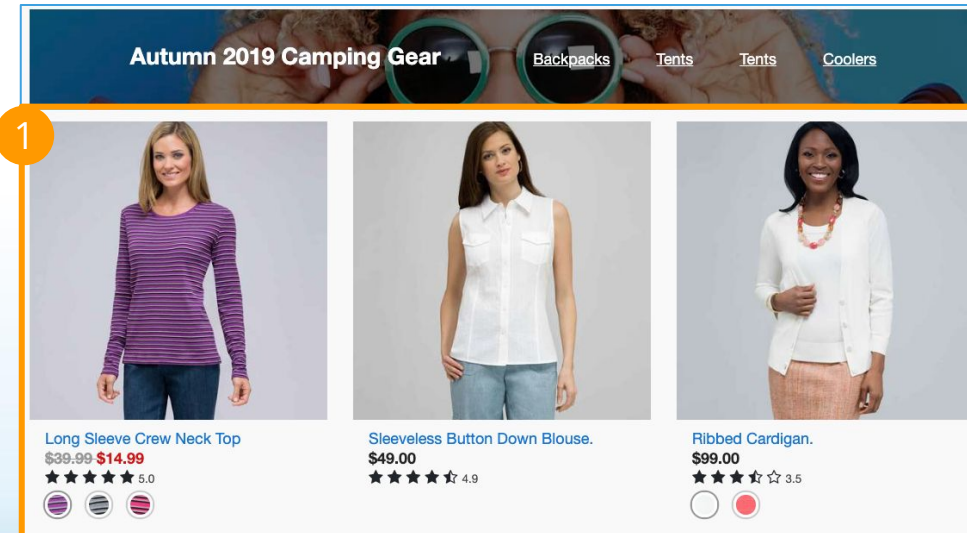 Autumn 2019 Camping Gear Backpacks Tents Tents Coolers
1
Long Sleeve Crew Neck Top
$39.99 $14.99
5.0
Sleeveless Button Down Blouse.
$49.00
4.9
Ribbed Cardigan.
$99.00
3.5